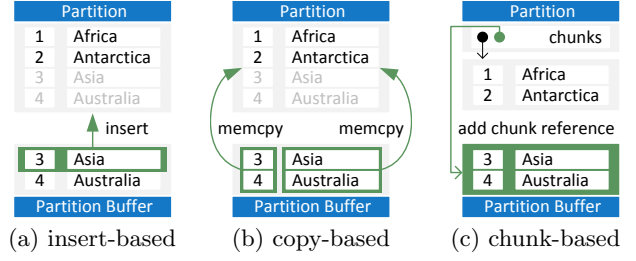 Partition
1 Africa
2 Antarctica
3 Asia
4 Australia
insert
3 Asia
4 Australia
Partition Buffer
(a) insert-based
Partition
1 Africa
2 Antarctica
3 Asia
4 Australia
memcpy memcpy
3 Asia
4 Australia
Partition Buffer
(b) copy-based
Partition
chunks
1 Africa
2 Antarctica
add chunk reference
3 Asia
4 Australia
Partition Buffer
(c) chunk-based